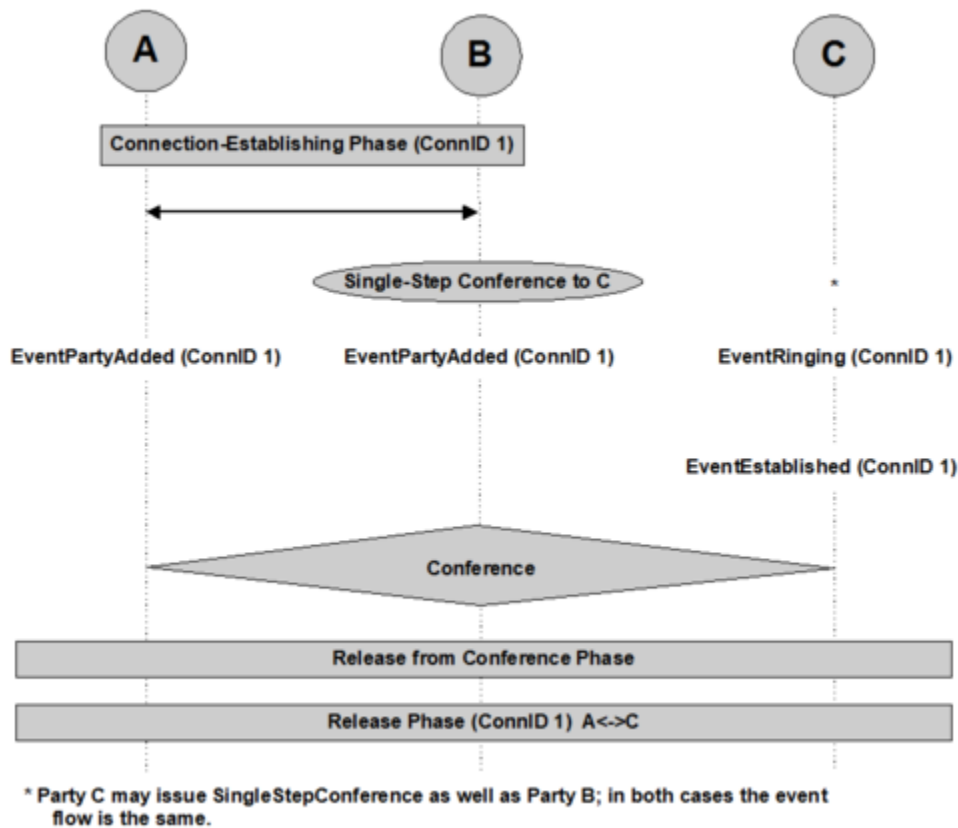 A
B
C
Connection-Establishing Phase (ConnID 1)
Single-Step Conference to C
*
EventPartyAdded (ConnID 1)
EventPartyAdded (ConnID 1)
EventRinging (ConnID 1)
EventEstablished (ConnID 1)
Conference
Release from Conference Phase
Release Phase (ConnID 1) A<->C
* Party C may issue SingleStepConference as well as Party B; in both cases the event
flow is the same.